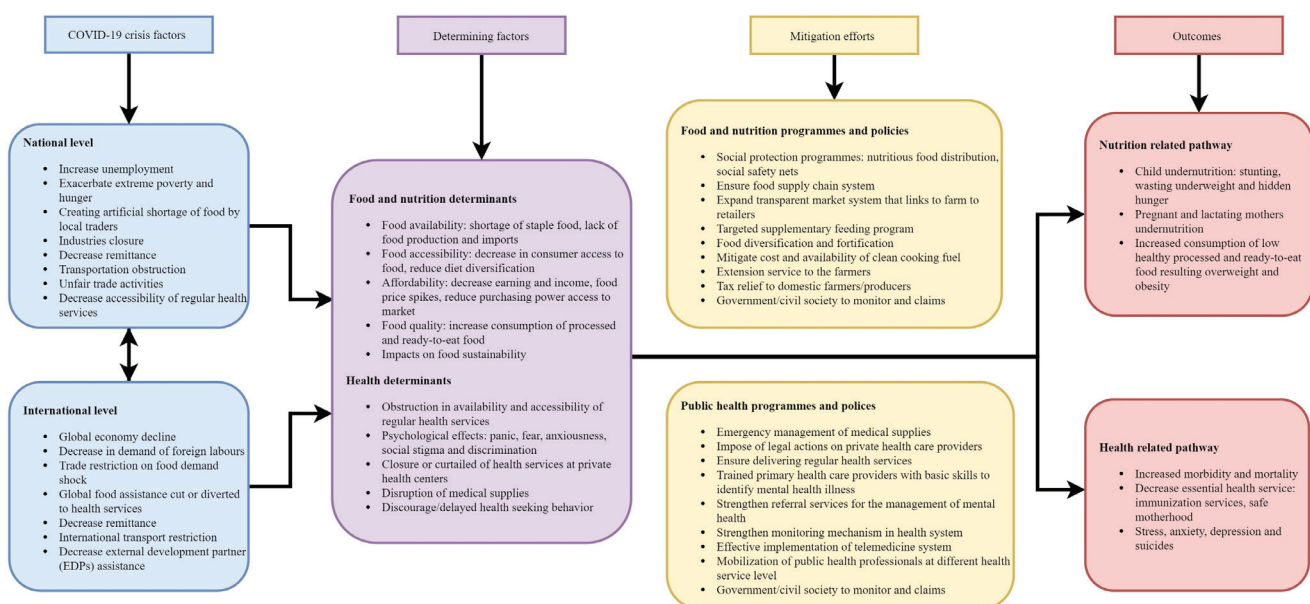 COVID-19 crisis factors
Determining factors
Mitigation efforts
Outcomes
National level
• Increase unemployment
• Exacerbate extreme poverty and
hunger
• Creating artificial shortage of food by
local traders
• Industries closure
• Decrease remittance
• Transportation obstruction
• Unfair trade activities
• Decrease accessibility of regular health
services
International level
• Global economy decline
• Decrease in demand of foreign labours
• Trade restriction on food demand
shock
• Global food assistance cut or diverted
to health services
• Decrease remittance
• International transport restriction
• Decrease external development partner
(EDPs) assistance
Food and nutrition determinants
• Food availability: shortage of staple food, lack of
food production and imports
• Food accessibility: decrease in consumer access to
food, reduce diet diversification
• Affordability: decrease earning and income, food
price spikes, reduce purchasing power access to
market
• Food quality: increase consumption of processed
and ready-to-eat food
• Impacts on food sustainability
Health determinants
• Obstruction in availability and accessibility of
regular health services
• Psychological effects: panic, fear, anxiousness,
social stigma and discrimination
• Closure or curtailed of health services at private
health centers
• Disruption of medical supplies
• Discourage/delayed health seeking behavior
Food and nutrition programmes and policies
• Social protection programmes: nutritious food distribution,
social safety nets
• Ensure food supply chain system
• Expand transparent market system that links to farm to
retailers
• Targeted supplementary feeding program
• Food diversification and fortification
• Mitigate cost and availability of clean cooking fuel
• Extension service to the farmers
• Tax relief to domestic farmers/producers
• Government/civil society to monitor and claims
Public health programmes and polices
• Emergency management of medical supplies
• Impose of legal actions on private health care providers
• Ensure delivering regular health services
• Trained primary health care providers with basic skills to
identify mental health illness
• Strengthen referral services for the management of mental
health
• Strengthen monitoring mechanism in health system
• Effective implementation of telemedicine system
• Mobilization of public health professionals at different health
service level
• Government/civil society to monitor and claims
Nutrition related pathway
• Child undernutrition: stunting,
wasting underweight and hidden
hunger
• Pregnant and lactating mothers
undernutrition
• Increased consumption of low
healthy processed and ready-to-eat
food resulting overweight and
obesity
Health related pathway
• Increased morbidity and mortality
• Decrease essential health service:
immunization services, safe
motherhood
• Stress, anxiety, depression and
suicides